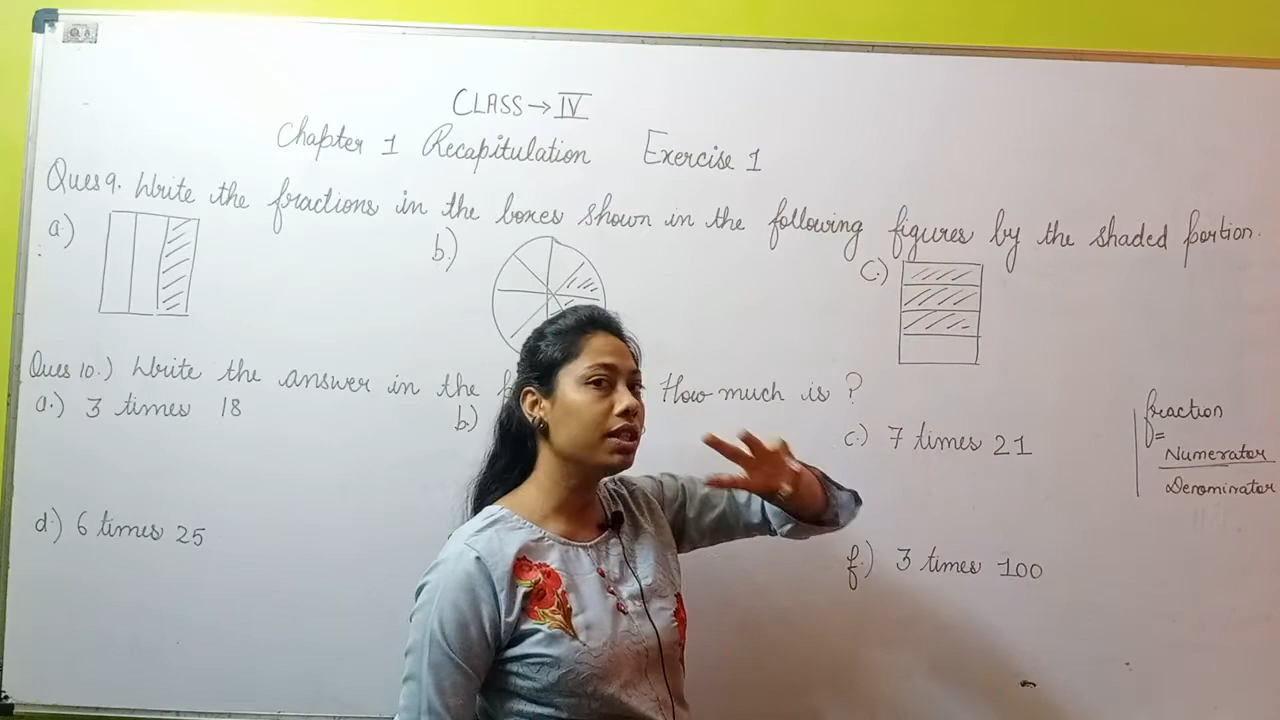 CLASS → IV
Chapter 1 Recapitulation Exercise 1
Ques 9. Write the fractions in the boxes shown in the following figures by the shaded portion.
a.) b.) c.)
Ques 10.) Write the answer in the How much is ?
a.) 3 times 18 b.) c.) 7 times 21
d.) 6 times 25 f.) 3 times 100
fraction
=
Numerator
Denominator